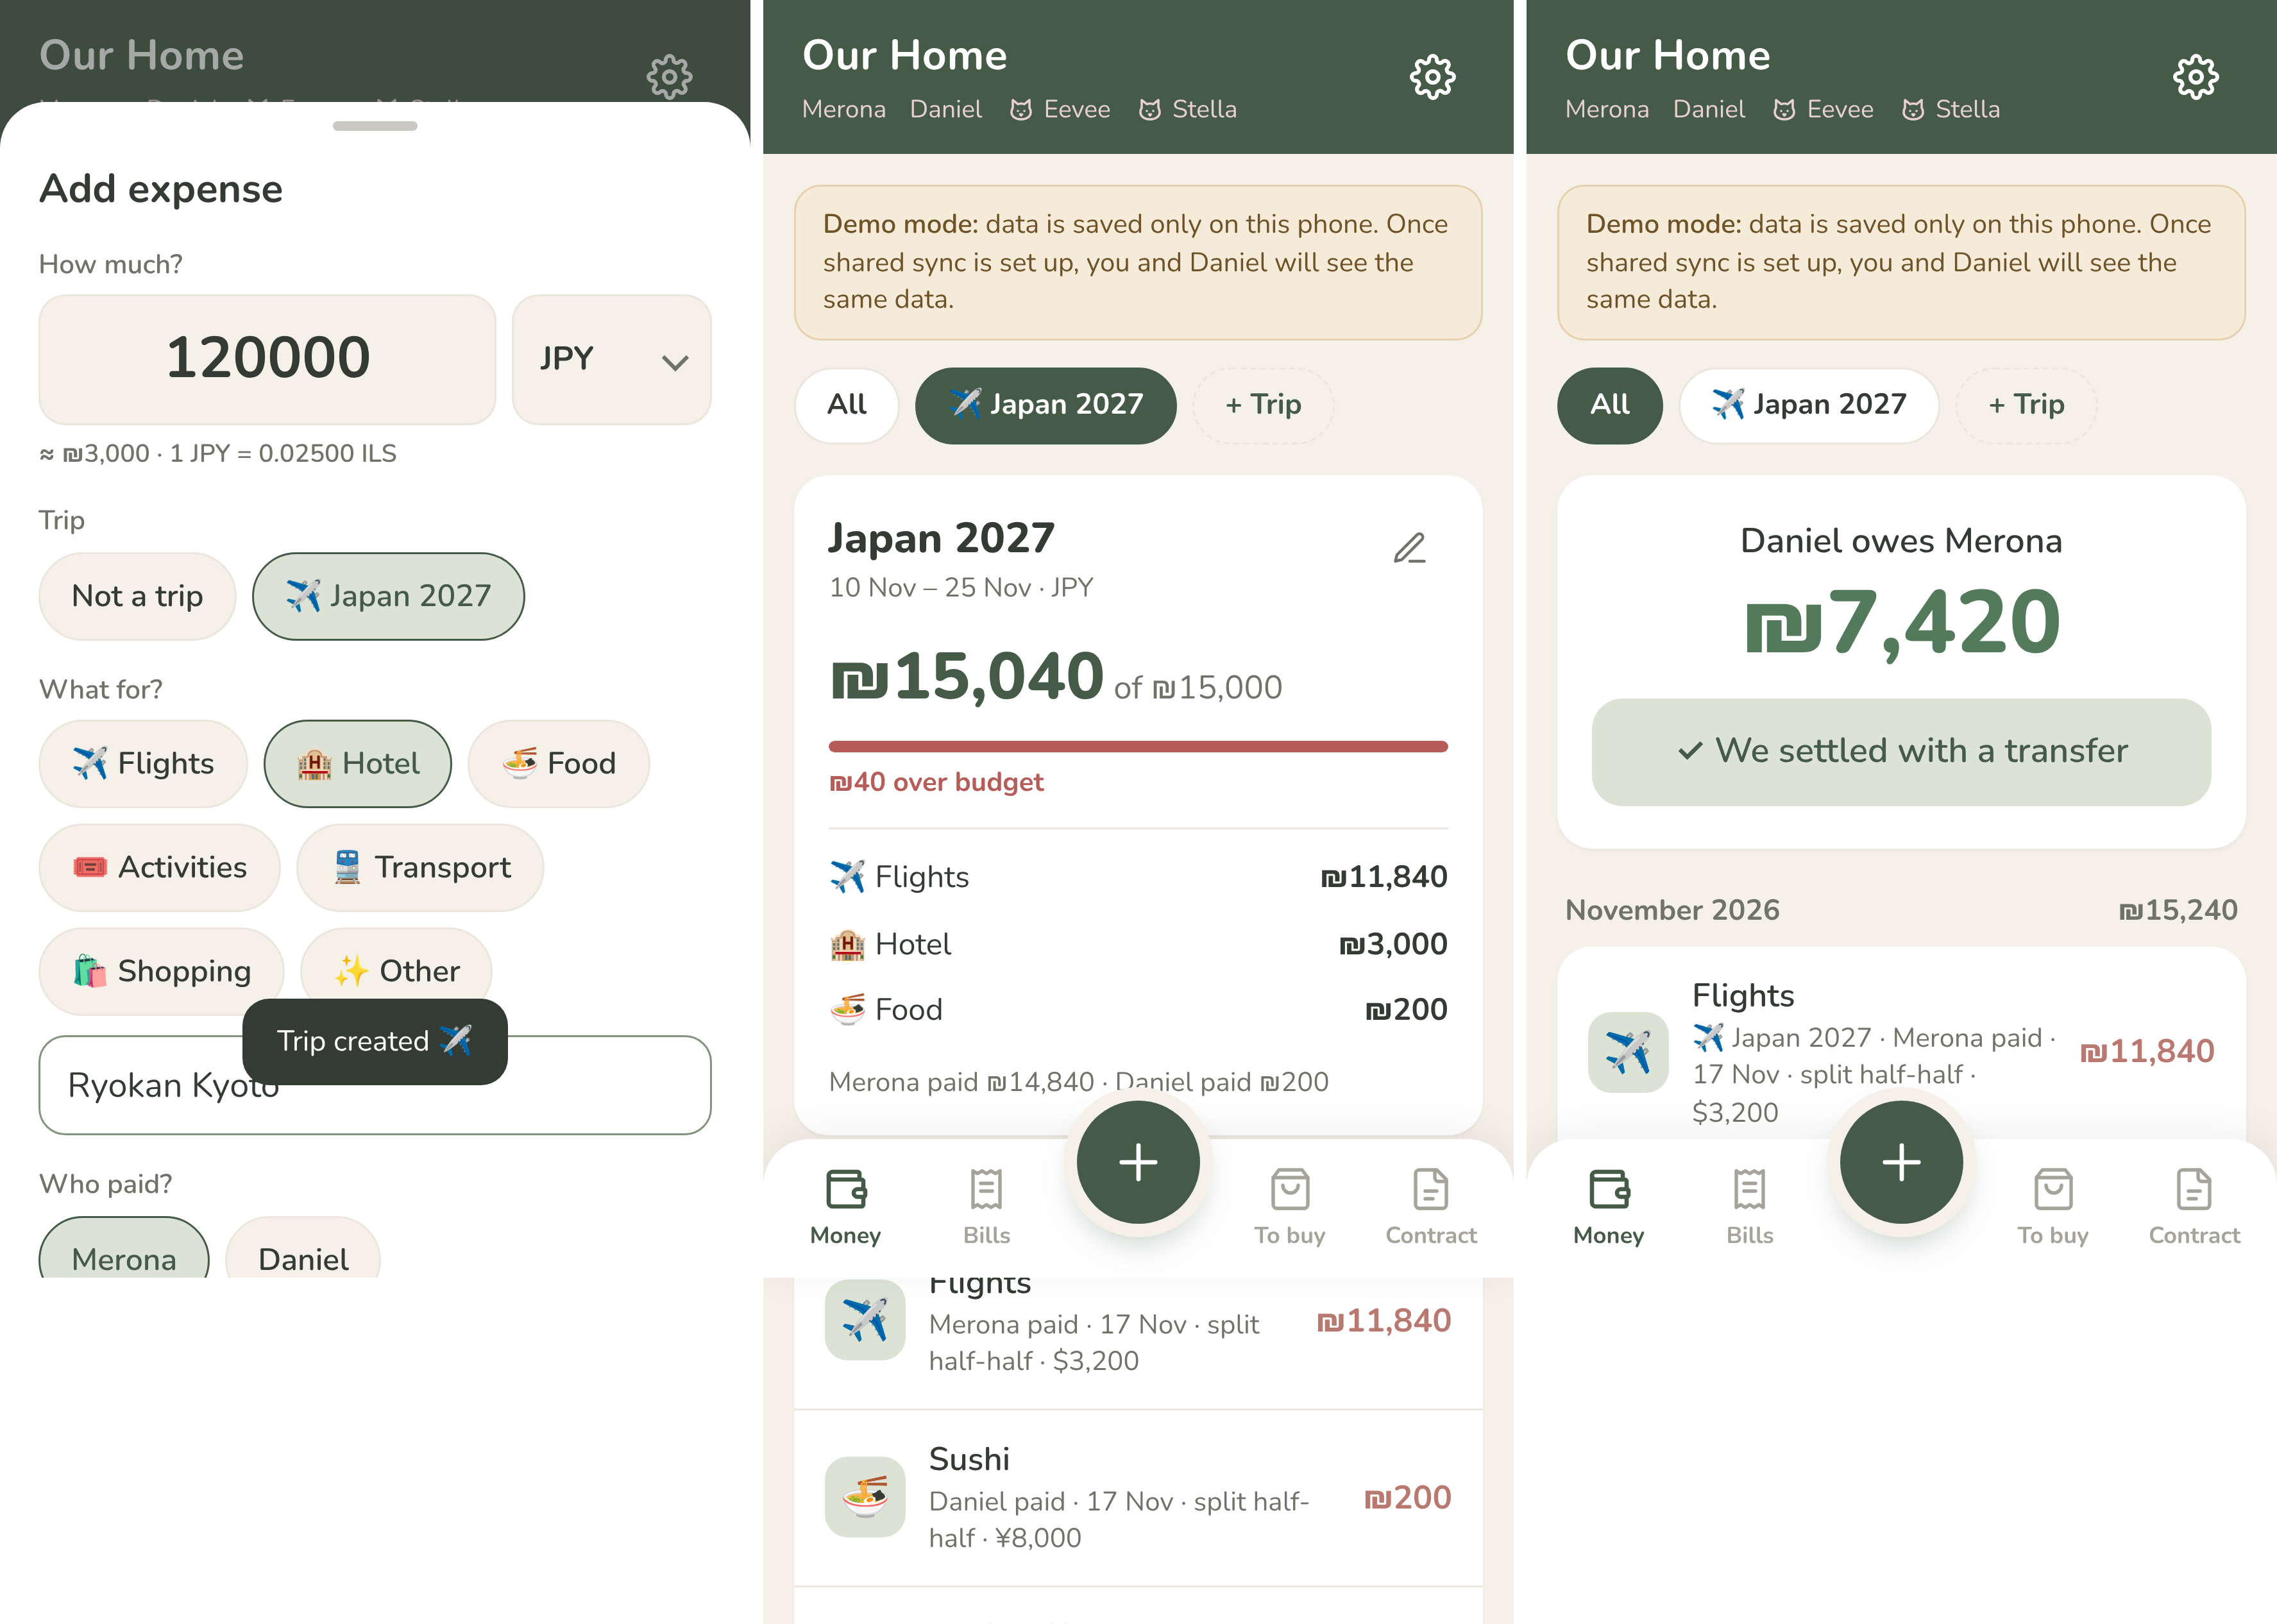 Our Home
Add expense
How much?
120000
JPY
≈ ₪3,000 · 1 JPY = 0.02500 ILS
Trip
Not a trip
✈️ Japan 2027
What for?
✈️ Flights
🏨 Hotel
🍜 Food
🎟️ Activities
🚆 Transport
🛍️ Shopping
✨ Other
Trip created ✈️
Ryokan Kyoto
Who paid?
Merona
Daniel
Our Home
Merona Daniel Eevee Stella
Demo mode: data is saved only on this phone. Once
shared sync is set up, you and Daniel will see the
same data.
All
✈️ Japan 2027
+ Trip
Japan 2027
10 Nov – 25 Nov · JPY
₪15,040 of ₪15,000
₪40 over budget
✈️ Flights ₪11,840
🏨 Hotel ₪3,000
🍜 Food ₪200
Merona paid ₪14,840 · Daniel paid ₪200
Money
Bills
To buy
Contract
Flights
Merona paid · 17 Nov · split
half-half · $3,200
₪11,840
Sushi
Daniel paid · 17 Nov · split half-
half · ¥8,000
₪200
Our Home
Merona Daniel Eevee Stella
Demo mode: data is saved only on this phone. Once
shared sync is set up, you and Daniel will see the
same data.
All
✈️ Japan 2027
+ Trip
Daniel owes Merona
₪7,420
✓ We settled with a transfer
November 2026 ₪15,240
Flights
✈️ Japan 2027 · Merona paid ·
17 Nov · split half-half ·
$3,200
₪11,840
Money
Bills
To buy
Contract